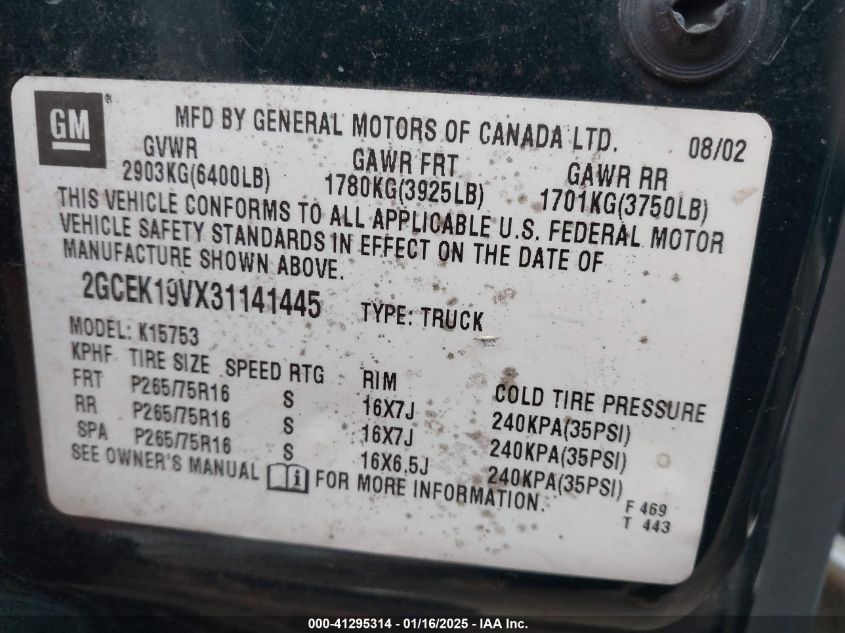 GM®
MFD BY GENERAL MOTORS OF CANADA LTD. 08/02
GVWR GAWR FRT GAWR RR
2903KG(6400LB) 1780KG(3925LB) 1701KG(3750LB)
THIS VEHICLE CONFORMS TO ALL APPLICABLE U.S. FEDERAL MOTOR
VEHICLE SAFETY STANDARDS IN EFFECT ON THE DATE OF
MANUFACTURE SHOWN ABOVE.
2GCEK19VX31141445 TYPE: TRUCK
MODEL: K15753
KPHF TIRE SIZE SPEED RTG RIM COLD TIRE PRESSURE
FRT P265/75R16 S 16X7J 240KPA(35PSI)
RR P265/75R16 S 16X7J 240KPA(35PSI)
SPA P265/75R16 S 16X6.5J 240KPA(35PSI)
SEE OWNER'S MANUAL i FOR MORE INFORMATION.
F 469
T 443
000-41295314 - 01/16/2025 - IAA Inc.